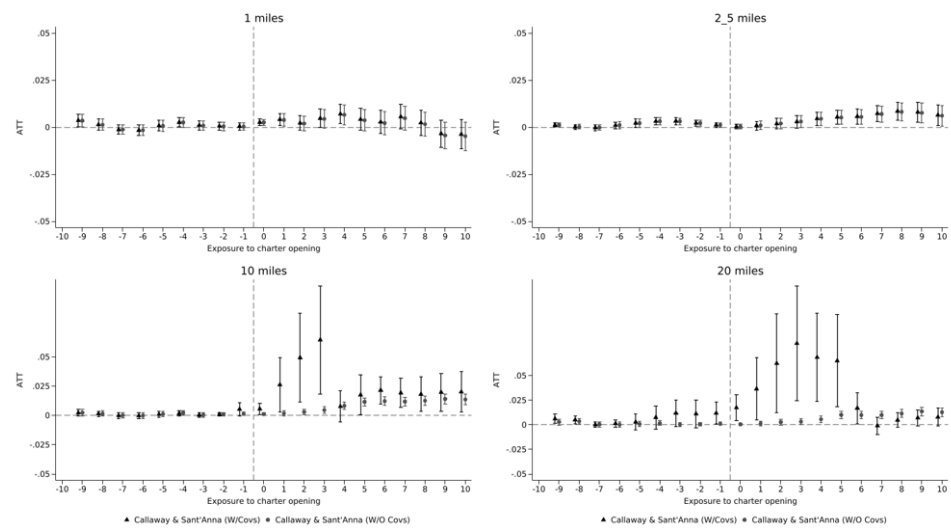 1 miles
.05
.025
0
-.025
-.05
ATT
-10 -9 -8 -7 -6 -5 -4 -3 -2 -1 0 1 2 3 4 5 6 7 8 9 10
Exposure to charter opening
2_5 miles
.05
.025
0
-.025
-.05
ATT
-10 -9 -8 -7 -6 -5 -4 -3 -2 -1 0 1 2 3 4 5 6 7 8 9 10
Exposure to charter opening
10 miles
.05
.025
0
-.025
-.05
ATT
-10 -9 -8 -7 -6 -5 -4 -3 -2 -1 0 1 2 3 4 5 6 7 8 9 10
Exposure to charter opening
Callaway & Sant'Anna (W/Covs) Callaway & Sant'Anna (W/O Covs)
20 miles
.05
.025
0
-.025
-.05
ATT
-10 -9 -8 -7 -6 -5 -4 -3 -2 -1 0 1 2 3 4 5 6 7 8 9 10
Exposure to charter opening
Callaway & Sant'Anna (W/Covs) Callaway & Sant'Anna (W/O Covs)